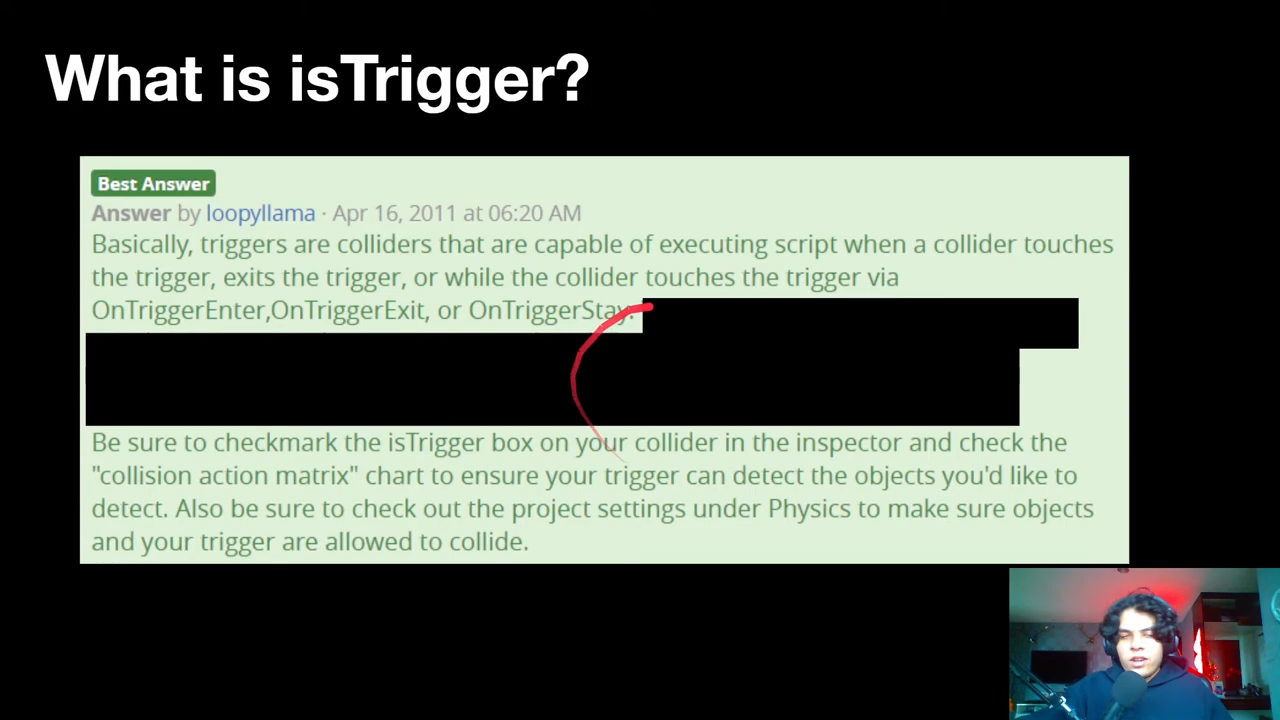 What is isTrigger?
Best Answer
Answer by loopyllama · Apr 16, 2011 at 06:20 AM
Basically, triggers are colliders that are capable of executing script when a collider touches
the trigger, exits the trigger, or while the collider touches the trigger via
OnTriggerEnter,OnTriggerExit, or OnTriggerStay.
Be sure to checkmark the isTrigger box on your collider in the inspector and check the
"collision action matrix" chart to ensure your trigger can detect the objects you'd like to
detect. Also be sure to check out the project settings under Physics to make sure objects
and your trigger are allowed to collide.